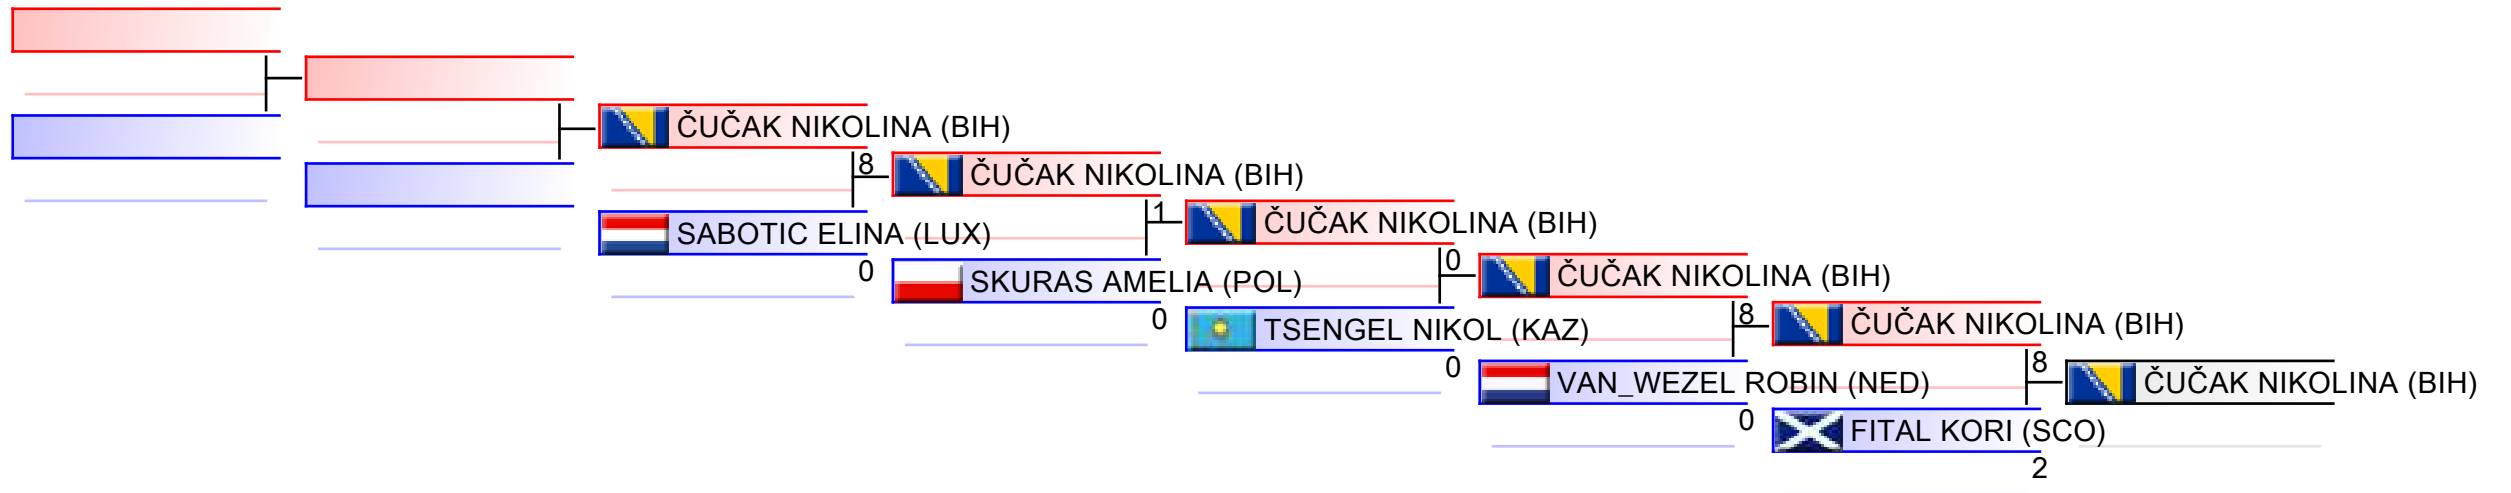 ČUČAK NIKOLINA (BIH)
8
ČUČAK NIKOLINA (BIH)
SABOTIC ELINA (LUX)
0
1
ČUČAK NIKOLINA (BIH)
SKURAS AMELIA (POL)
0
0
ČUČAK NIKOLINA (BIH)
TSENGEL NIKOL (KAZ)
0
8
ČUČAK NIKOLINA (BIH)
VAN_WEZEL ROBIN (NED)
0
8
ČUČAK NIKOLINA (BIH)
FITAL KORI (SCO)
2